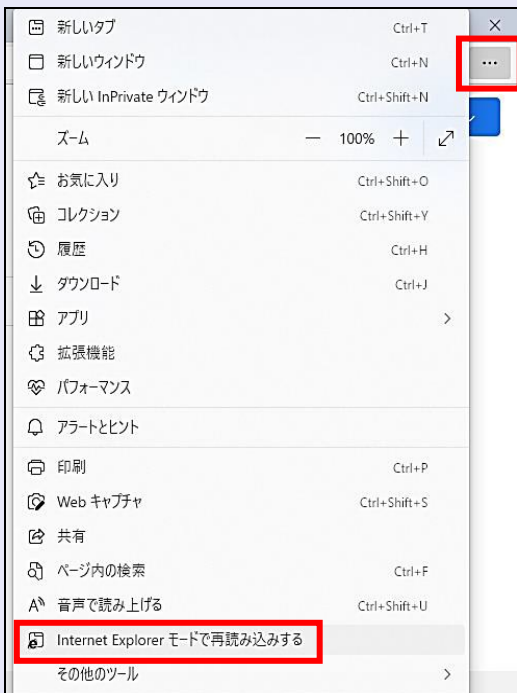 新しいタブ Ctrl+T
新しいウィンドウ Ctrl+N
新しい InPrivate ウィンドウ Ctrl+Shift+N
ズーム — 100% +
お気に入り Ctrl+Shift+O
コレクション Ctrl+Shift+Y
履歴 Ctrl+H
ダウンロード Ctrl+J
アプリ
拡張機能
パフォーマンス
アラートとヒント
印刷 Ctrl+P
Web キャプチャ Ctrl+Shift+S
共有
ページ内の検索 Ctrl+F
音声で読み上げる Ctrl+Shift+U
Internet Explorer モードで再読み込みする
その他のツール